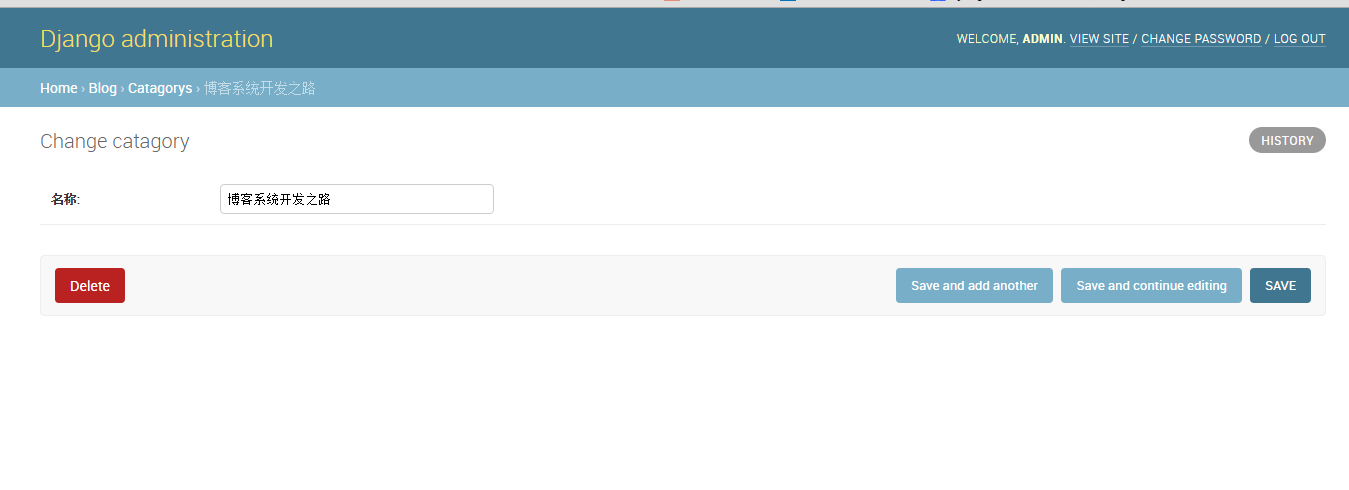 Django administration
WELCOME, ADMIN. VIEW SITE / CHANGE PASSWORD / LOG OUT
Home › Blog › Catagorys › 博客系统开发之路
Change catagory
HISTORY
名称:
博客系统开发之路
Delete
Save and add another
Save and continue editing
SAVE